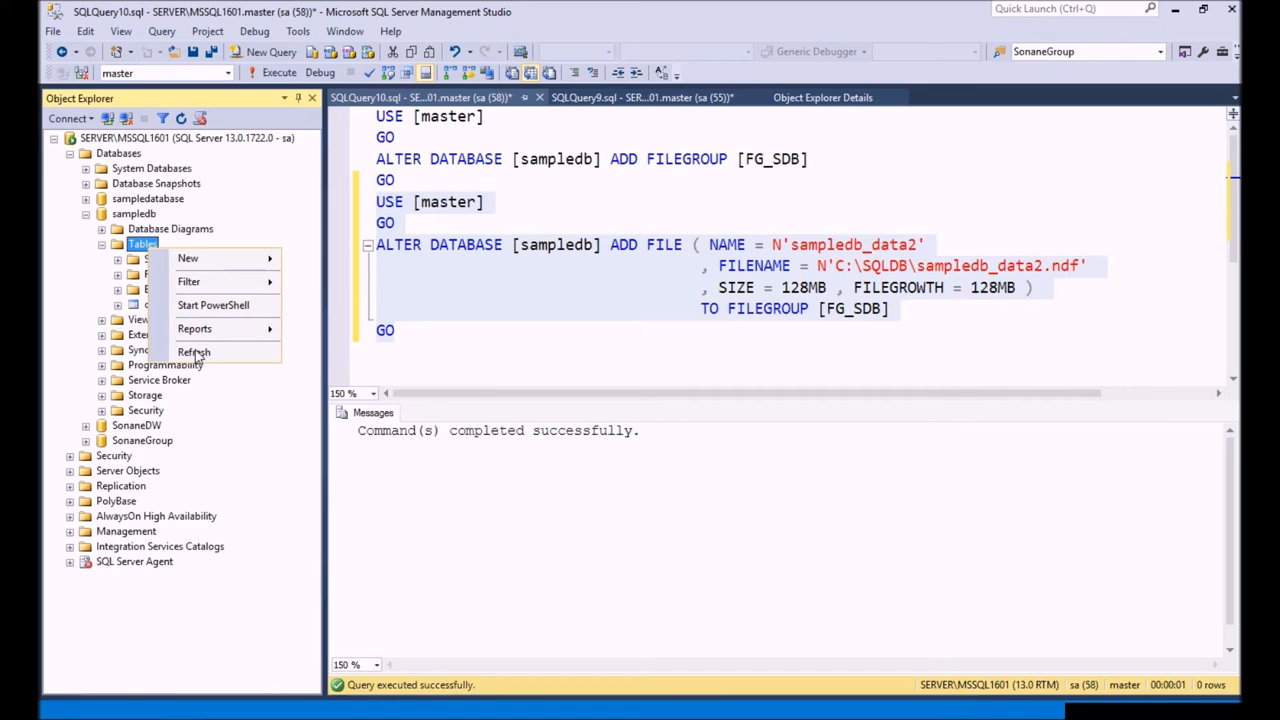 SQLQuery10.sql - SERVER\MSSQL1601.master (sa (58))* - Microsoft SQL Server Management Studio
Quick Launch (Ctrl+Q)
File Edit View Query Project Debug Tools Window Help
New Query Generic Debugger SonaneGroup
master Execute Debug
Object Explorer
SQLQuery10.sql - SE...01.master (sa (58))* SQLQuery9.sql - SER...01.master (sa (55))* Object Explorer Details
Connect
SERVER\MSSQL1601 (SQL Server 13.0.1722.0 - sa)
Databases
System Databases
Database Snapshots
sampledatabase
sampledb
Database Diagrams
Tables
New
Filter
Start PowerShell
Reports
Refresh
Programmability
Service Broker
Storage
Security
SonaneDW
SonaneGroup
Security
Server Objects
Replication
PolyBase
AlwaysOn High Availability
Management
Integration Services Catalogs
SQL Server Agent
USE [master]
GO
ALTER DATABASE [sampledb] ADD FILEGROUP [FG_SDB]
GO
USE [master]
GO
ALTER DATABASE [sampledb] ADD FILE ( NAME = N'sampledb_data2'
, FILENAME = N'C:\SQLDB\sampledb_data2.ndf'
, SIZE = 128MB , FILEGROWTH = 128MB )
TO FILEGROUP [FG_SDB]
GO
150 %
Messages
Command(s) completed successfully.
150 %
Query executed successfully. SERVER\MSSQL1601 (13.0 RTM) sa (58) master 00:00:01 0 rows